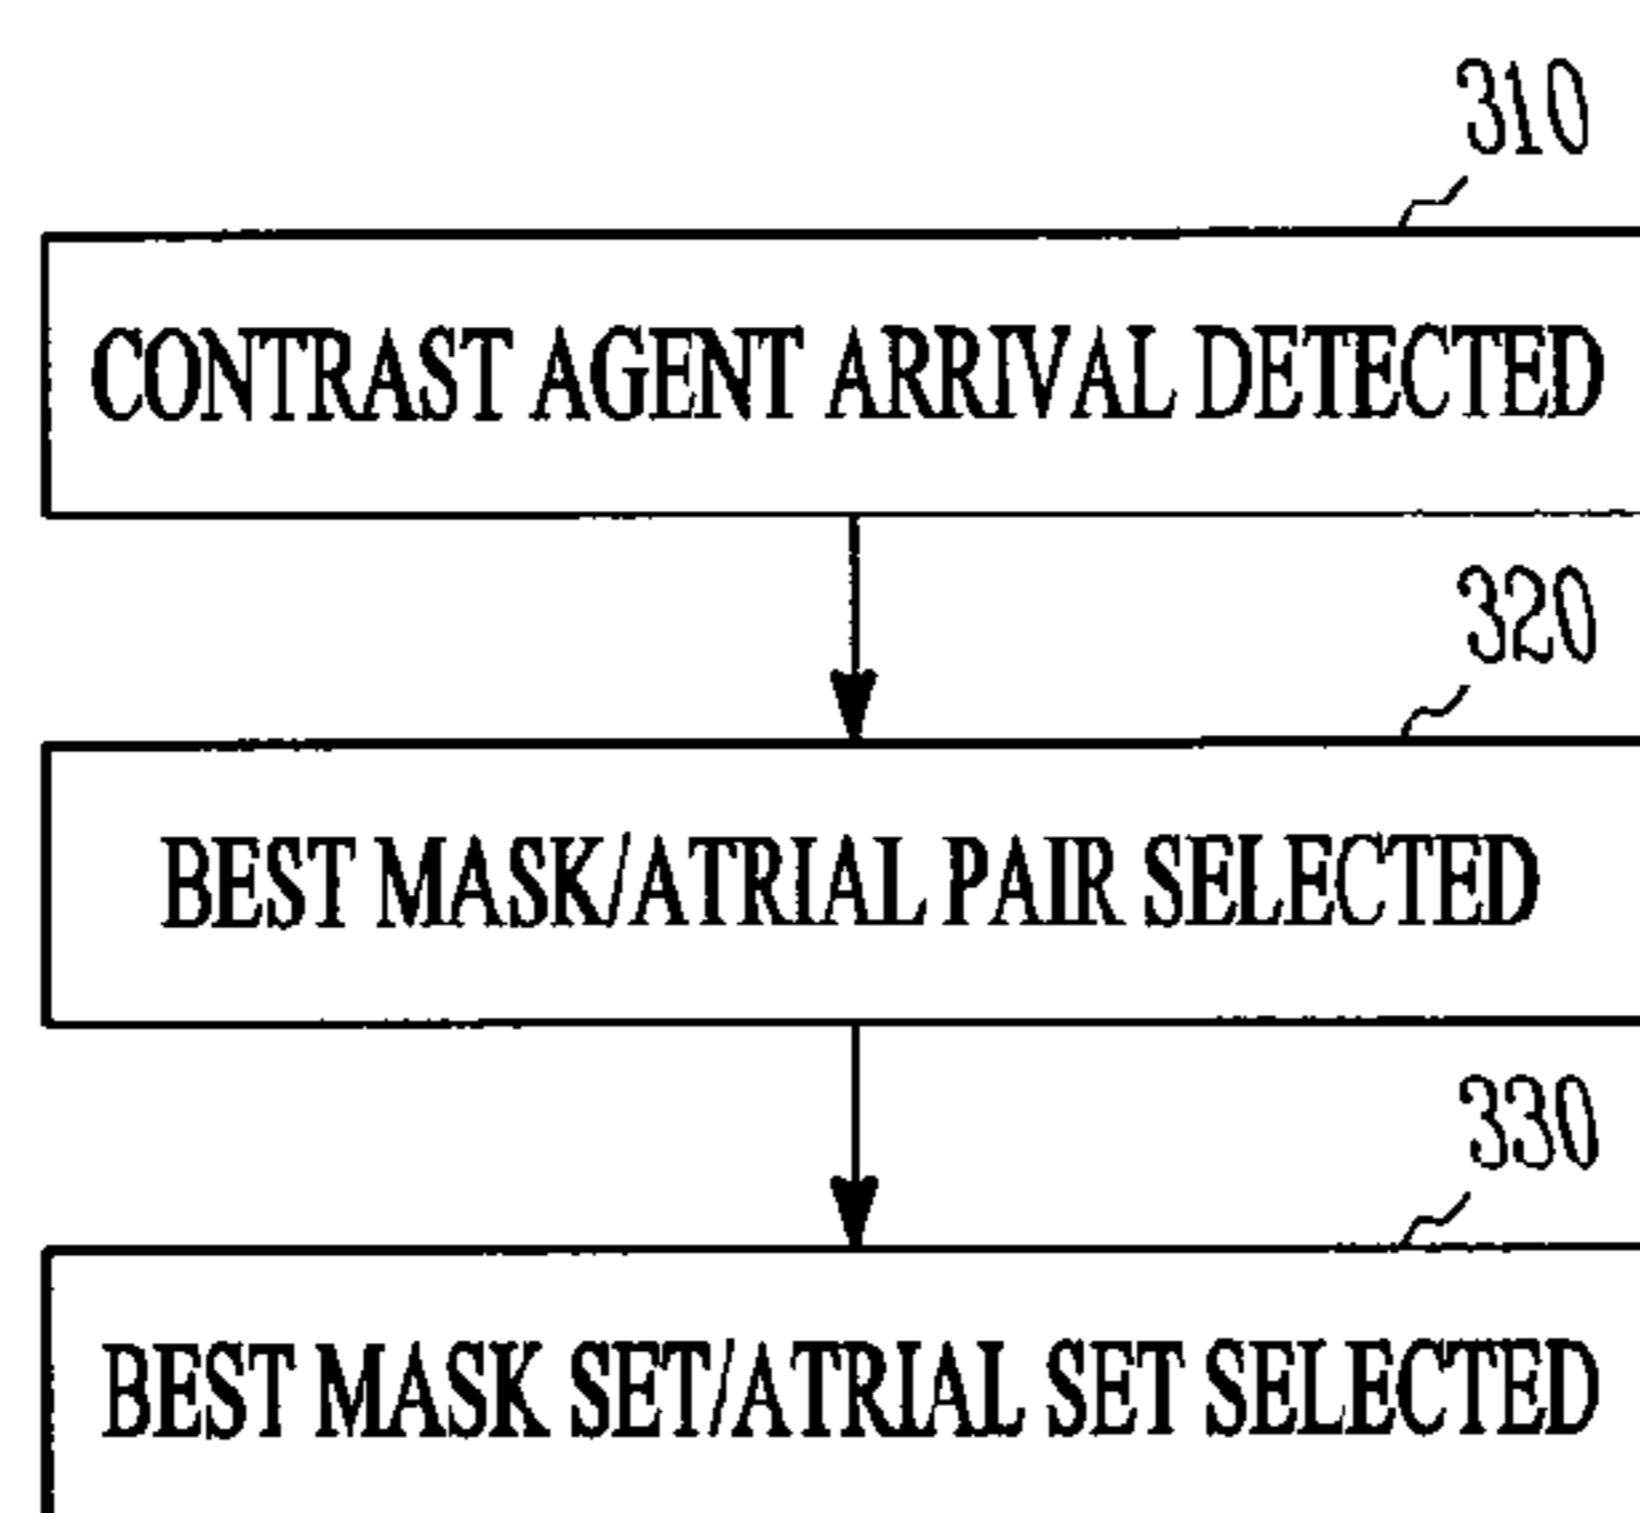 310
CONTRAST AGENT ARRIVAL DETECTED
320
BEST MASK/ATRIAL PAIR SELECTED
330
BEST MASK SET/ATRIAL SET SELECTED